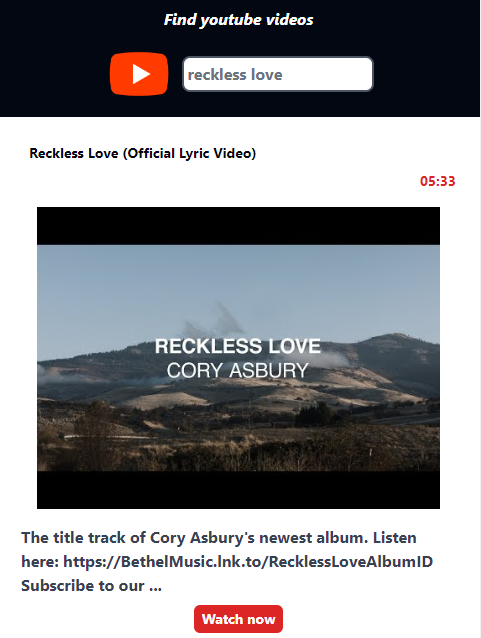 Find youtube videos
reckless love
Reckless Love (Official Lyric Video)
05:33
RECKLESS LOVE
CORY ASBURY
The title track of Cory Asbury's newest album. Listen
here: https://BethelMusic.lnk.to/RecklessLoveAlbumID
Subscribe to our ...
Watch now